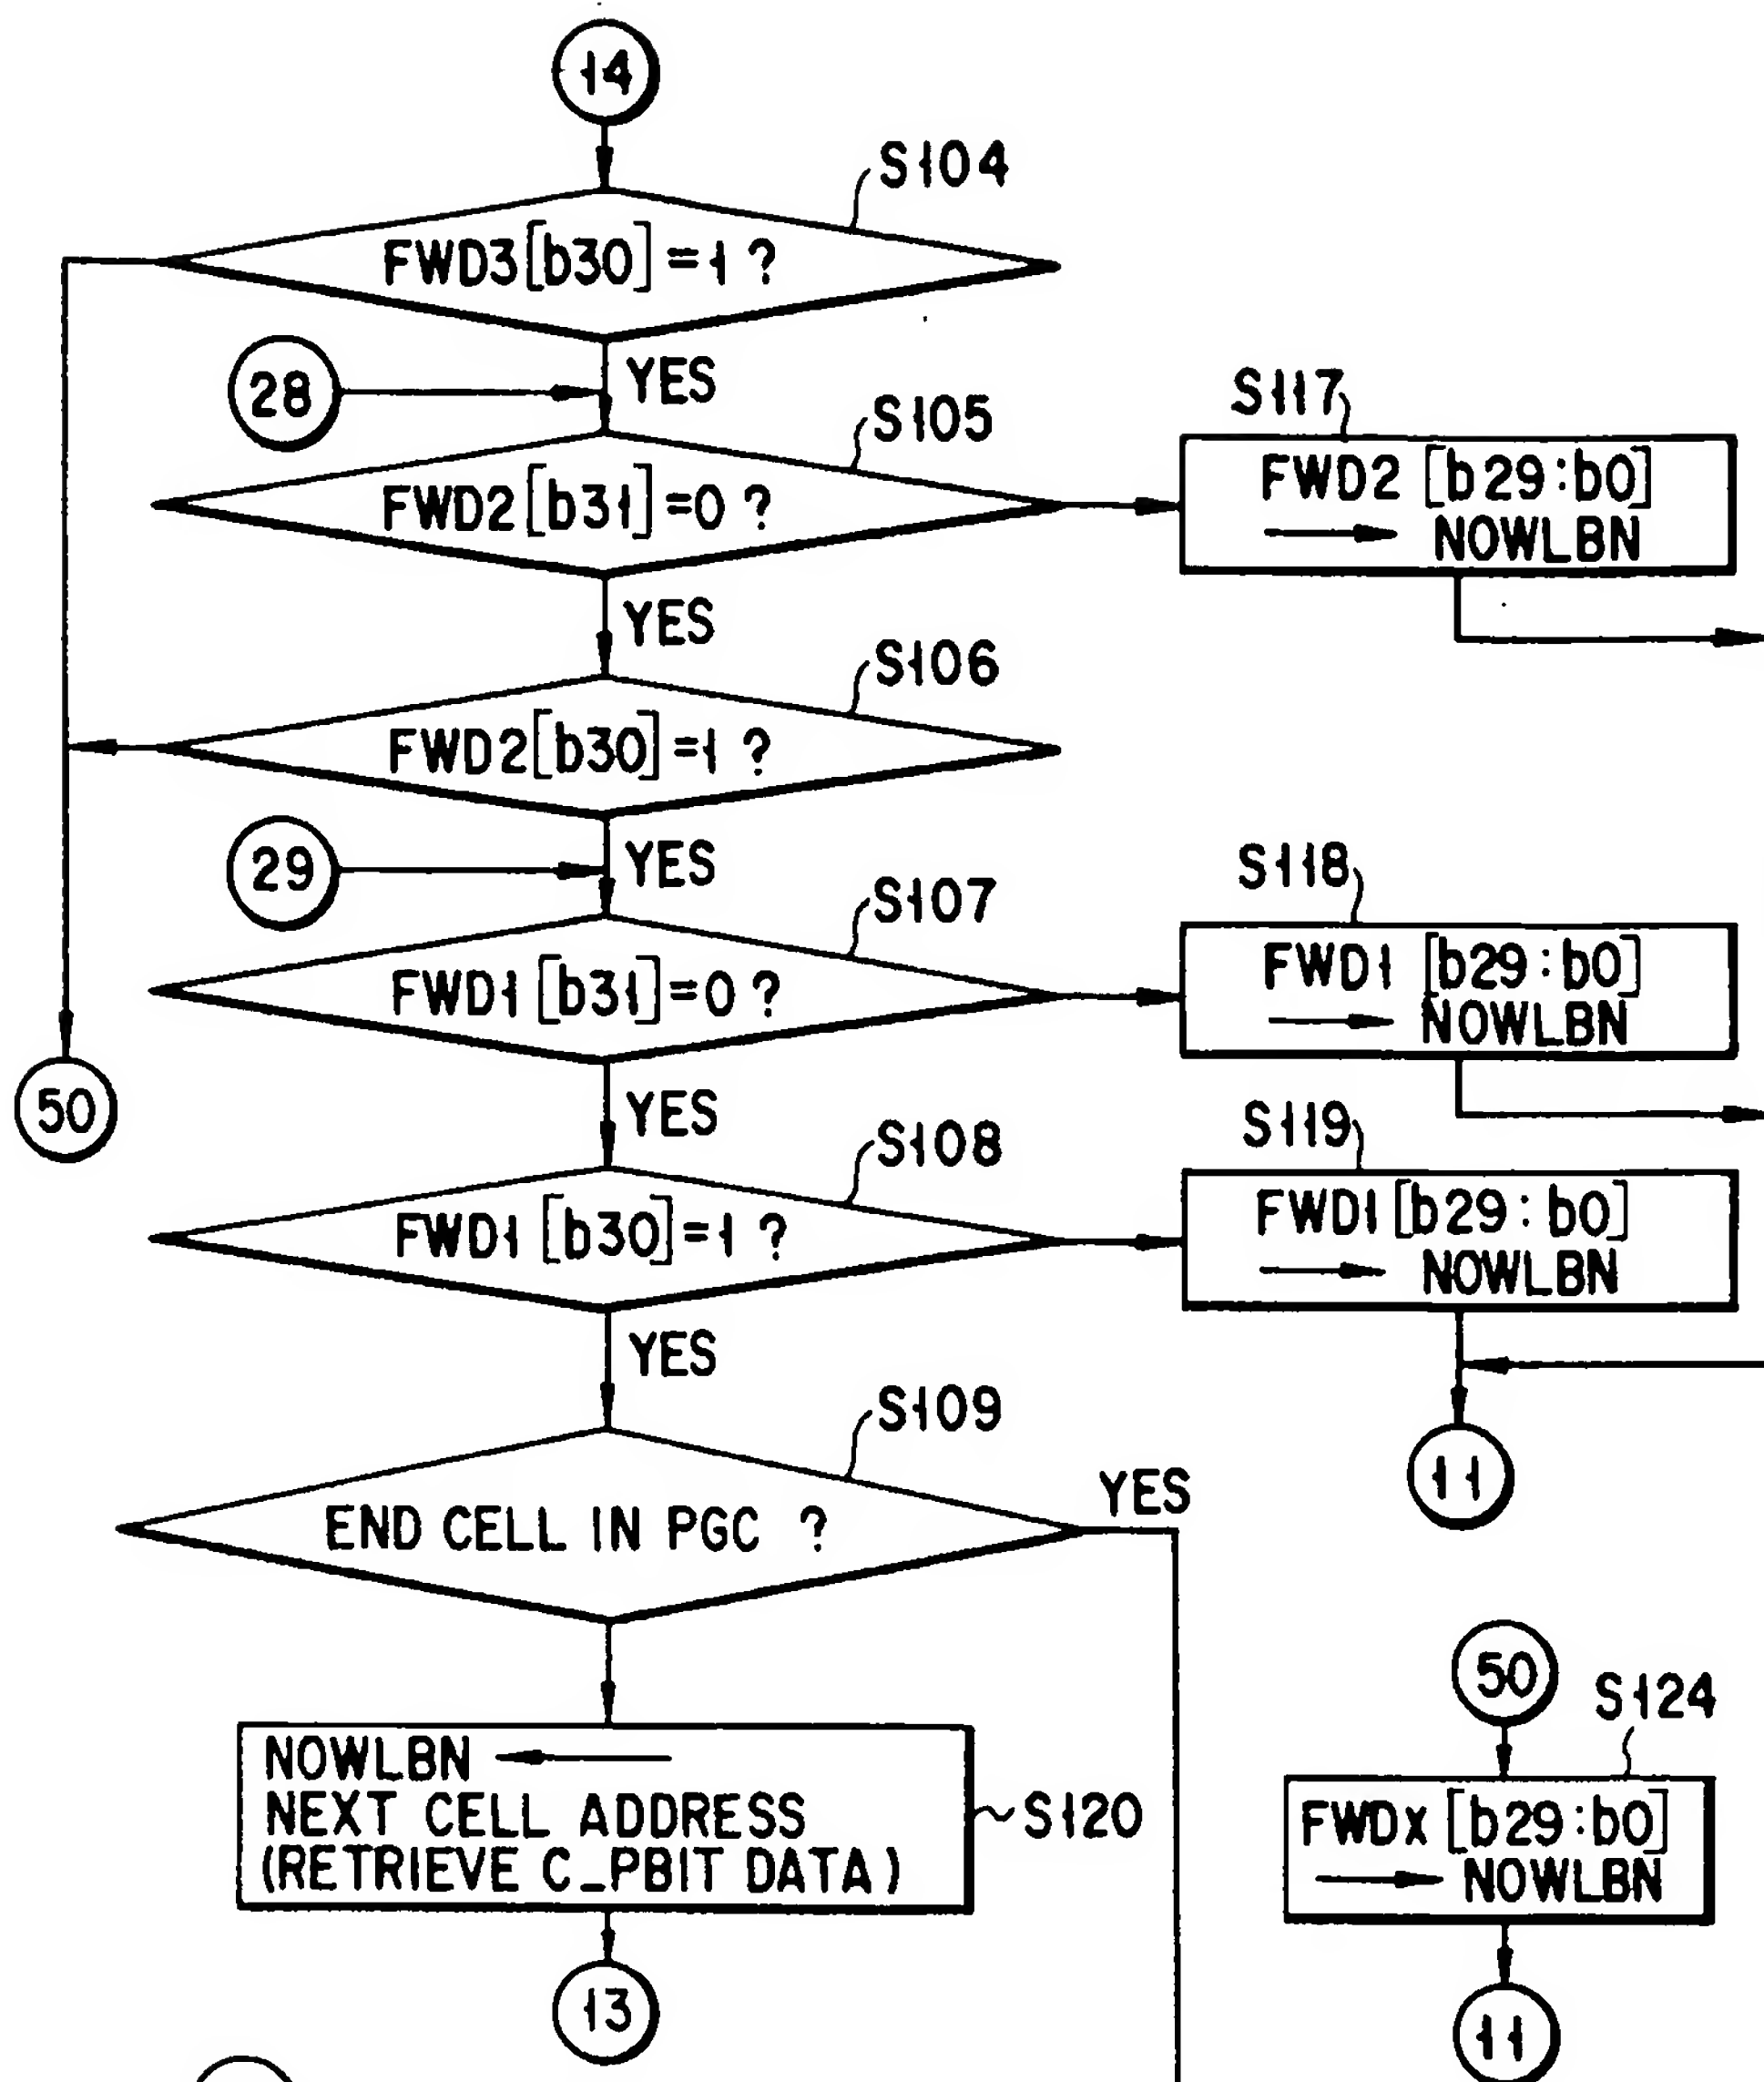 14
S104
FWD3[b30]=1 ?
28
YES
S105
FWD2[b31]=0 ?
S117
FWD2 [b29:b0]
→ NOWLBN
YES
S106
FWD2[b30]=1 ?
29
YES
S107
FWD1 [b31]=0 ?
S118
FWD1 [b29:b0]
→ NOWLBN
50
YES
S108
FWD1 [b30]=1 ?
S119
FWD1 [b29:b0]
→ NOWLBN
YES
11
S109
END CELL IN PGC ?
YES
NOWLBN ←
NEXT CELL ADDRESS
(RETRIEVE C_PBIT DATA)
S120
13
50
S124
FWDx [b29:b0]
→ NOWLBN
11